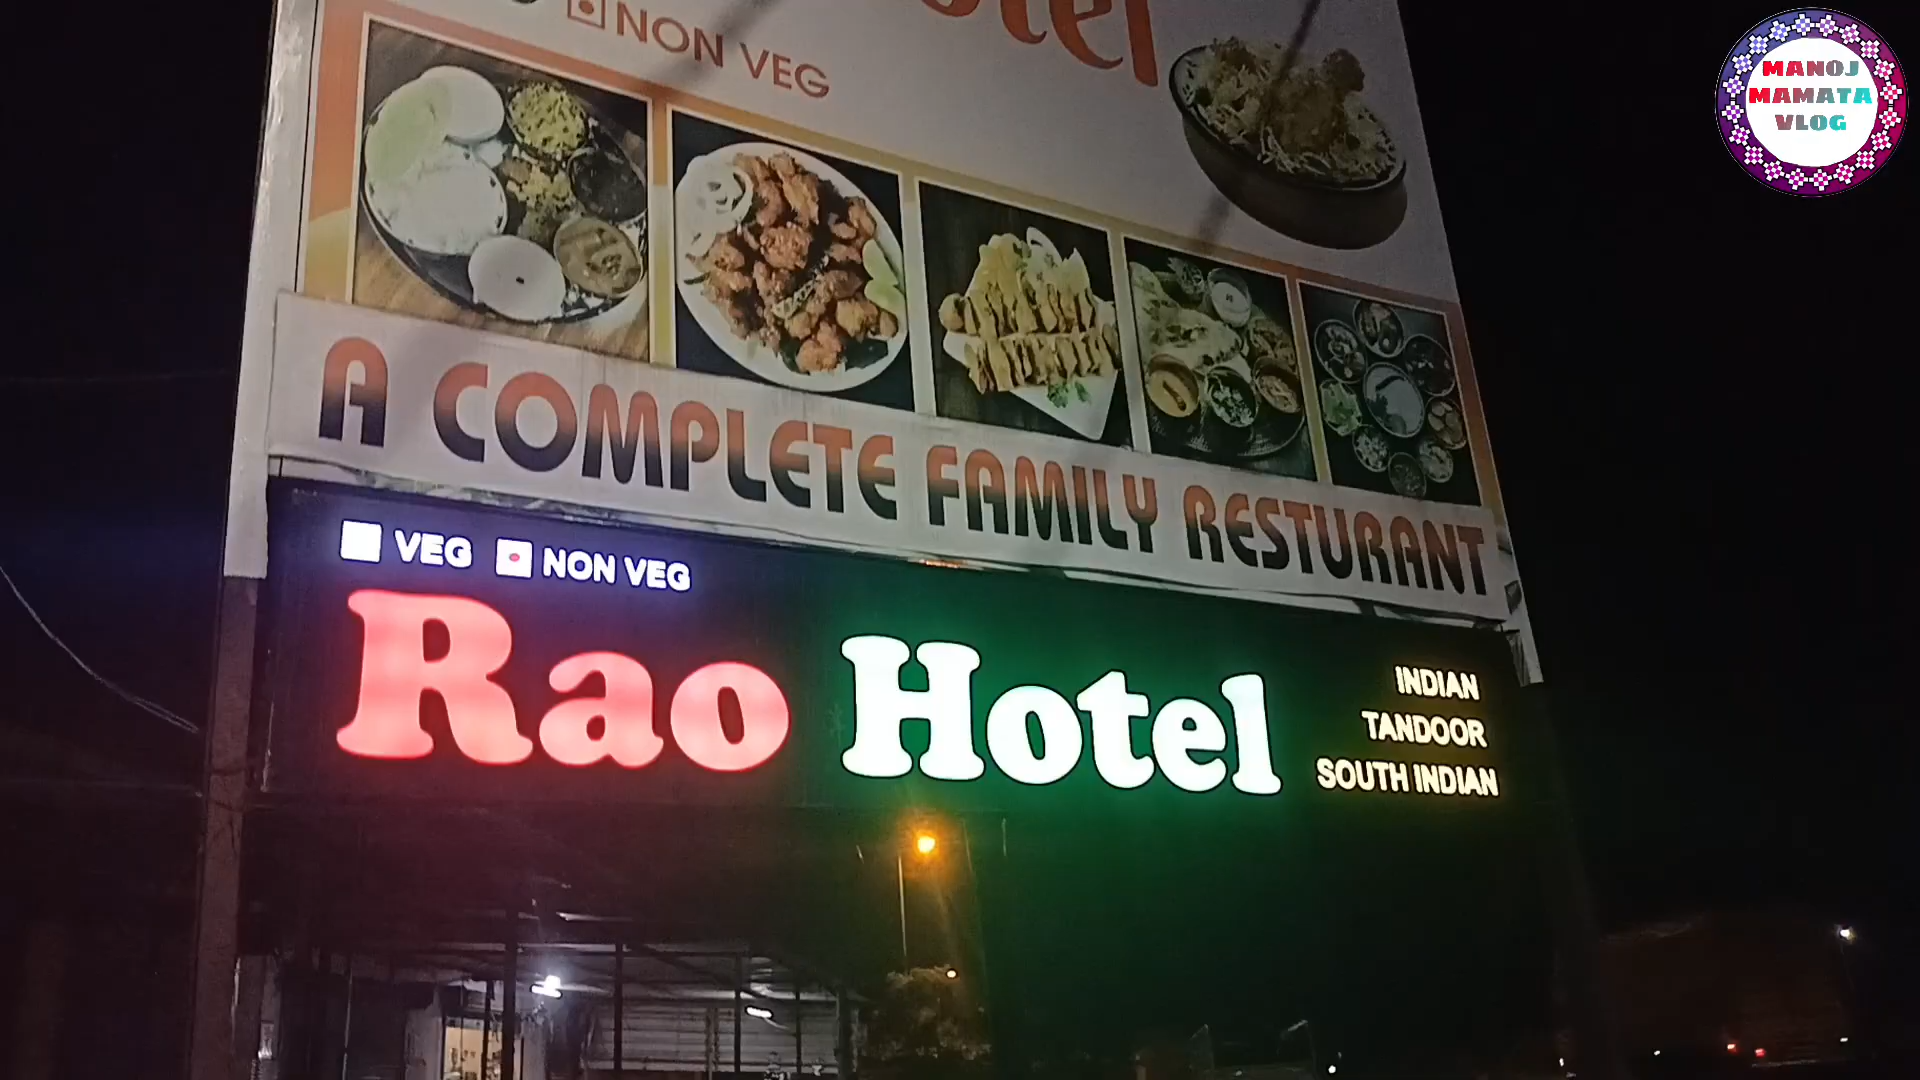 NON VEG
A COMPLETE FAMILY RESTURANT
VEG NON VEG
Rao Hotel
INDIAN
TANDOOR
SOUTH INDIAN
MANOJ
MAMATA
VLOG